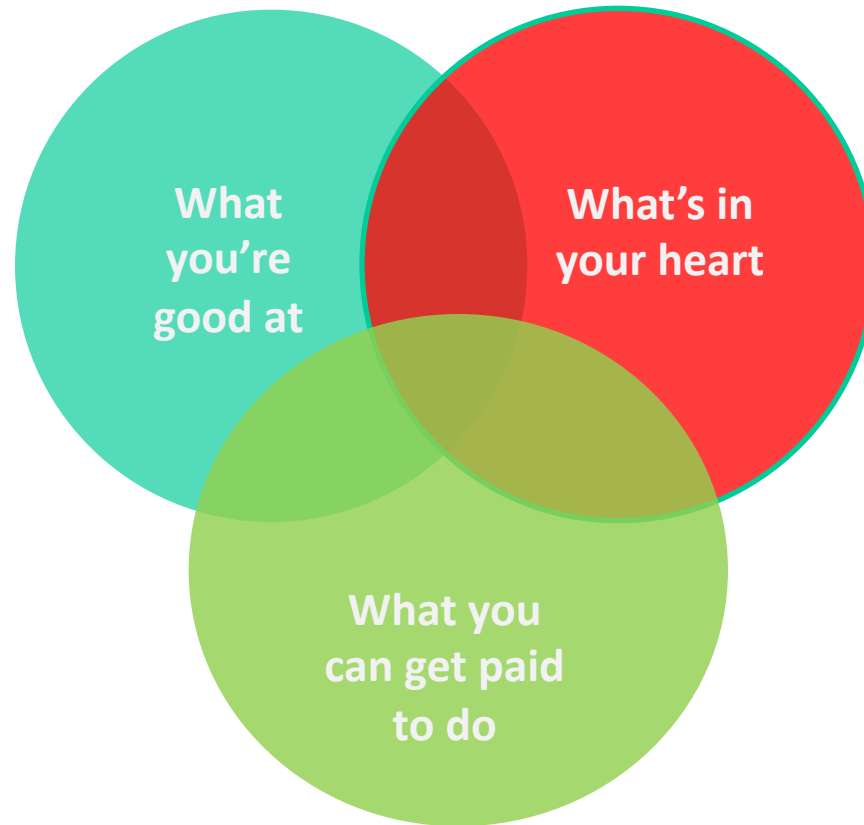 What
you’re
good at
What’s in
your heart
What you
can get paid
to do